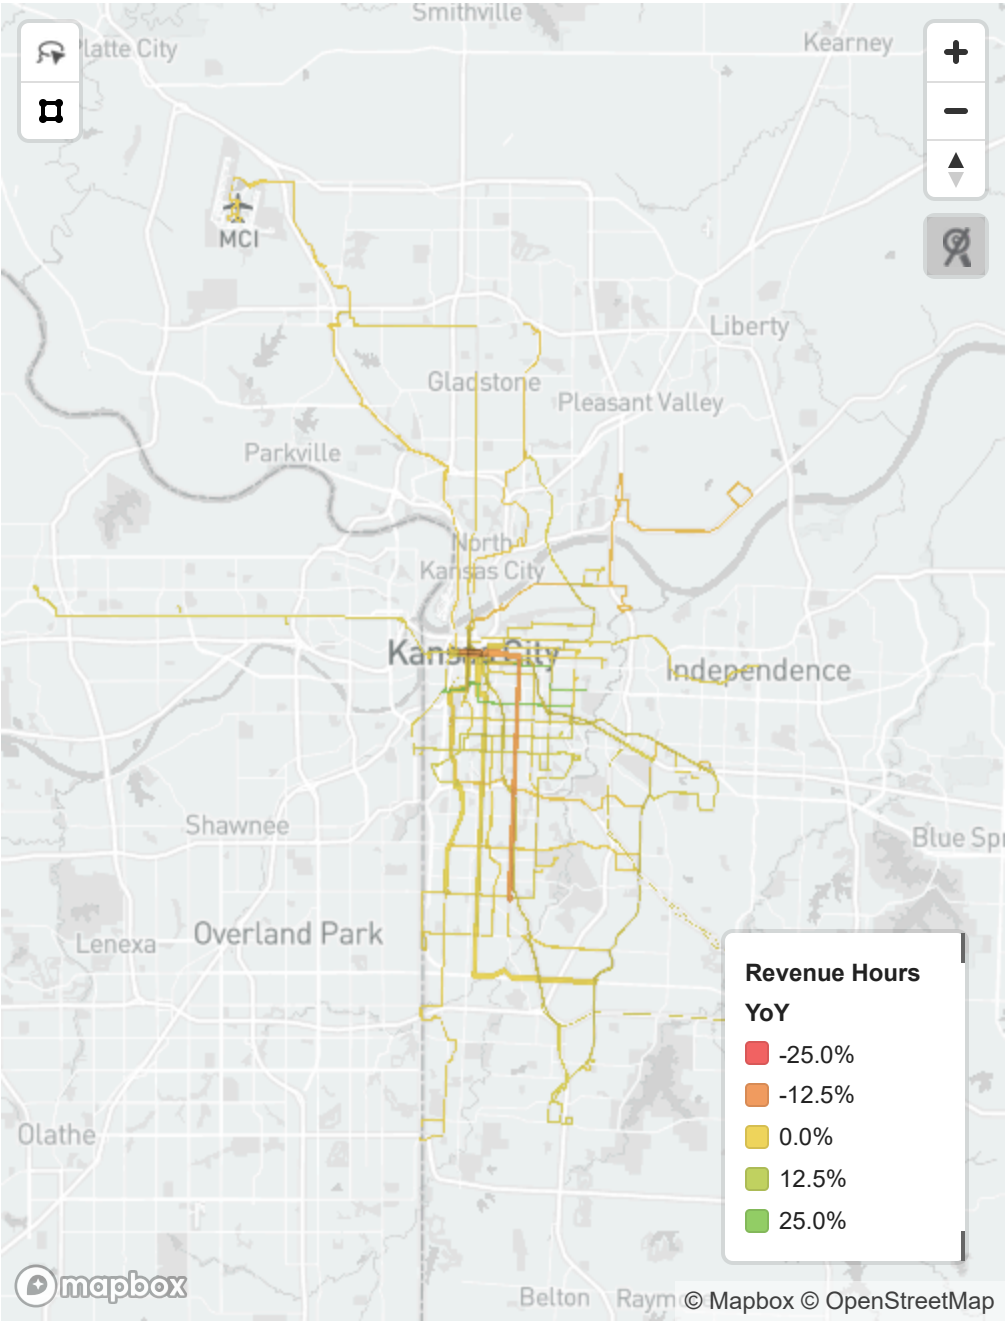 Smithville
Platte City
Kearney
MCI
Liberty
Gladstone
Pleasant Valley
Parkville
North
Kansas City
Kansas City
Independence
Shawnee
Blue Spr
Overland Park
Lenexa
Revenue Hours
YoY
-25.0%
-12.5%
0.0%
12.5%
25.0%
Olathe
mapbox
Belton
Raym
© Mapbox © OpenStreetMap